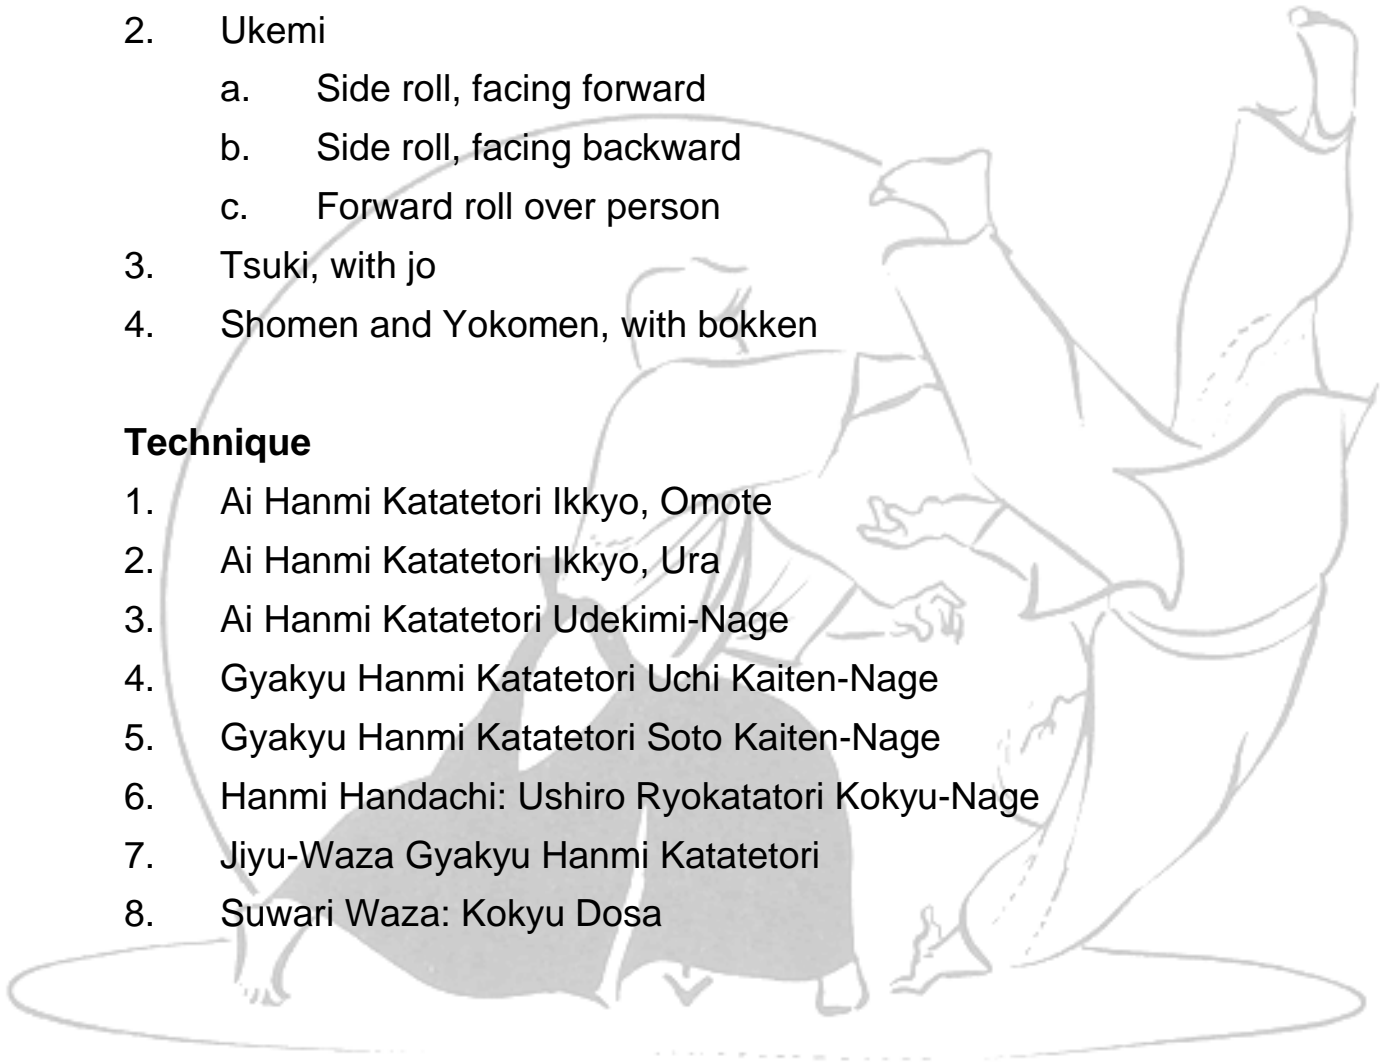 2. Ukemi
a. Side roll, facing forward
b. Side roll, facing backward
c. Forward roll over person
3. Tsuki, with jo
4. Shomen and Yokomen, with bokken
Technique
1. Ai Hanmi Katatetori Ikkyo, Omote
2. Ai Hanmi Katatetori Ikkyo, Ura
3. Ai Hanmi Katatetori Udekimi-Nage
4. Gyakyu Hanmi Katatetori Uchi Kaiten-Nage
5. Gyakyu Hanmi Katatetori Soto Kaiten-Nage
6. Hanmi Handachi: Ushiro Ryokatatori Kokyu-Nage
7. Jiyu-Waza Gyakyu Hanmi Katatetori
8. Suwari Waza: Kokyu Dosa